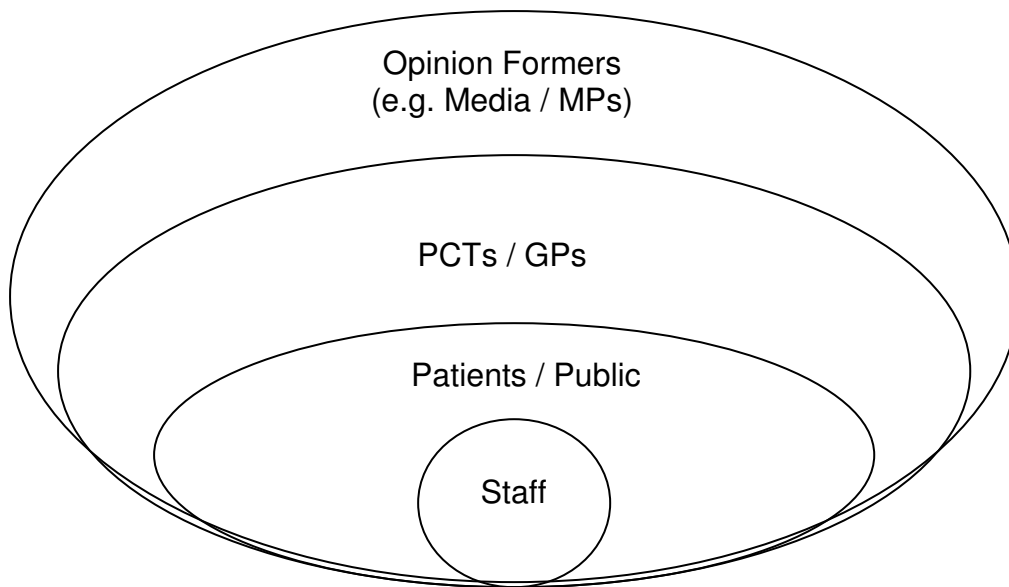 Opinion Formers
(e.g. Media / MPs)
PCTs / GPs
Patients / Public
Staff